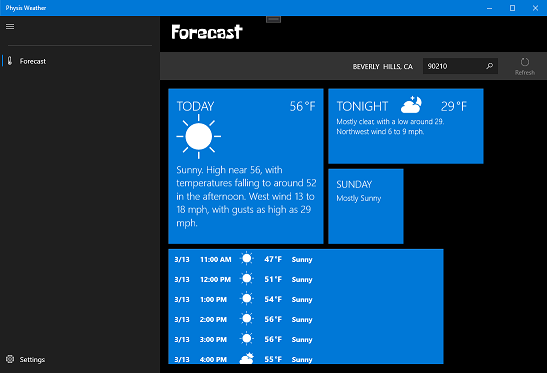 Physis Weather
Forecast
Forecast
BEVERLY HILLS, CA
90210
Refresh
TODAY 56 °F
Sunny. High near 56, with
temperatures falling to around 52
in the afternoon. West wind 13 to
18 mph, with gusts as high as 29
mph.
TONIGHT 29 °F
Mostly clear, with a low around 29.
Northwest wind 6 to 9 mph.
SUNDAY
Mostly Sunny
3/13 11:00 AM 47 °F Sunny
3/13 12:00 PM 51 °F Sunny
3/13 1:00 PM 54 °F Sunny
3/13 2:00 PM 56 °F Sunny
3/13 3:00 PM 56 °F Sunny
3/13 4:00 PM 55 °F Sunny
Settings